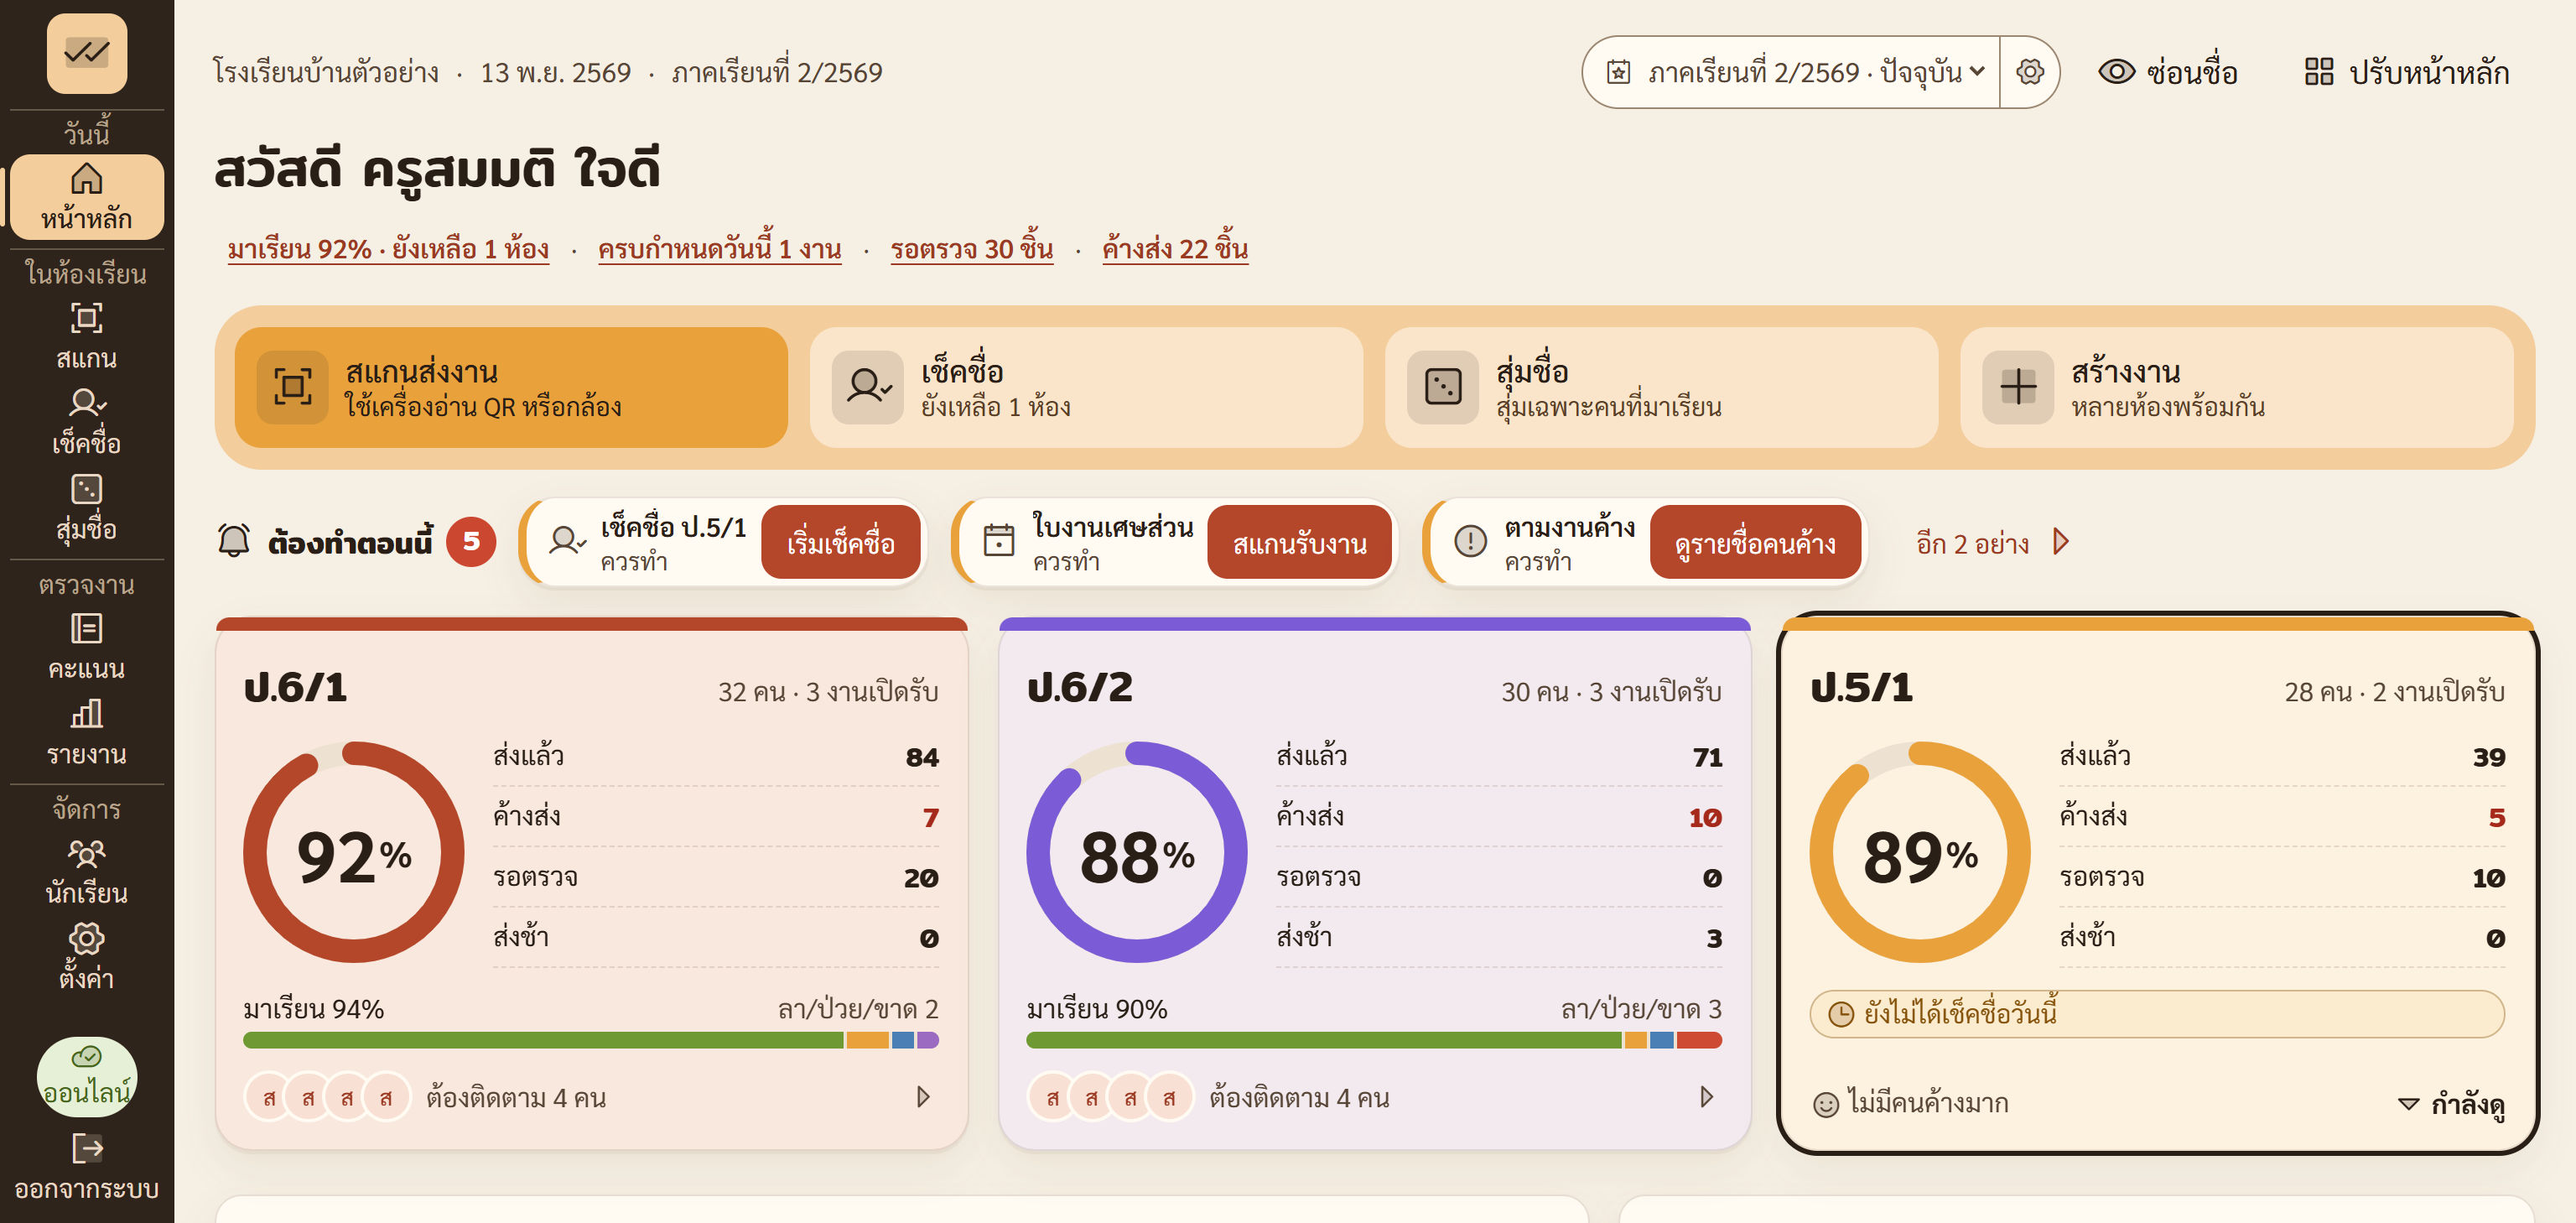 วันนี้
หน้าหลัก
ในห้องเรียน
สแกน
เช็คชื่อ
สุ่มชื่อ
ตรวจงาน
คะแนน
รายงาน
จัดการ
นักเรียน
ตั้งค่า
ออนไลน์
ออกจากระบบ
โรงเรียนบ้านตัวอย่าง · 13 พ.ย. 2569 · ภาคเรียนที่ 2/2569
ภาคเรียนที่ 2/2569 · ปัจจุบัน
ซ่อนชื่อ
ปรับหน้าหลัก
สวัสดี ครูสมมติ ใจดี
มาเรียน 92% · ยังเหลือ 1 ห้อง · ครบกำหนดวันนี้ 1 งาน · รอตรวจ 30 ชิ้น · ค้างส่ง 22 ชิ้น
สแกนส่งงาน
ใช้เครื่องอ่าน QR หรือกล้อง
เช็คชื่อ
ยังเหลือ 1 ห้อง
สุ่มชื่อ
สุ่มเฉพาะคนที่มาเรียน
สร้างงาน
หลายห้องพร้อมกัน
ต้องทำตอนนี้ 5
เช็คชื่อ ป.5/1
ควรทำ
เริ่มเช็คชื่อ
ใบงานเศษส่วน
ควรทำ
สแกนรับงาน
ตามงานค้าง
ควรทำ
ดูรายชื่อคนค้าง
อีก 2 อย่าง
ป.6/1
32 คน · 3 งานเปิดรับ
92%
ส่งแล้ว 84
ค้างส่ง 7
รอตรวจ 20
ส่งช้า 0
มาเรียน 94%
ลา/ป่วย/ขาด 2
ส ส ส ส ต้องติดตาม 4 คน
ป.6/2
30 คน · 3 งานเปิดรับ
88%
ส่งแล้ว 71
ค้างส่ง 10
รอตรวจ 0
ส่งช้า 3
มาเรียน 90%
ลา/ป่วย/ขาด 3
ส ส ส ส ต้องติดตาม 4 คน
ป.5/1
28 คน · 2 งานเปิดรับ
89%
ส่งแล้ว 39
ค้างส่ง 5
รอตรวจ 10
ส่งช้า 0
ยังไม่ได้เช็คชื่อวันนี้
ไม่มีคนค้างมาก
กำลังดู